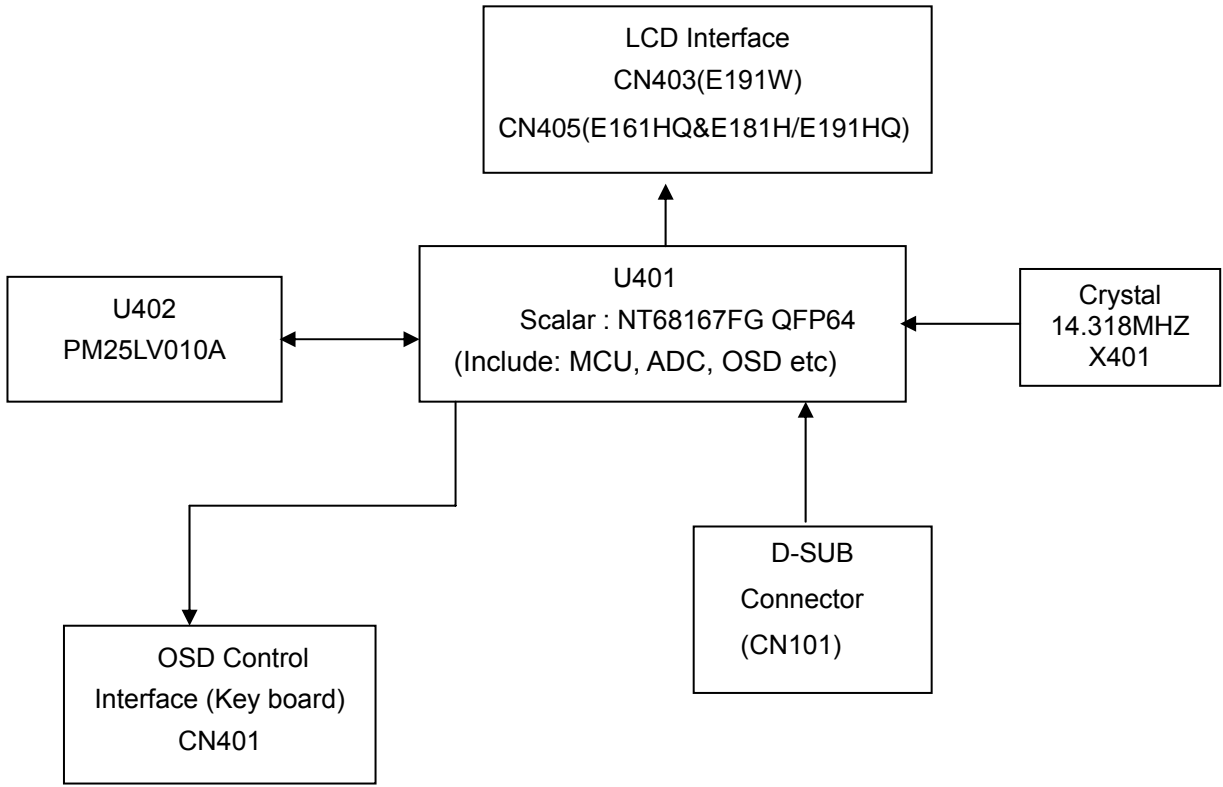 LCD Interface
CN403(E191W)
CN405(E161HQ&E181H/E191HQ)
U402
PM25LV010A
U401
Scalar : NT68167FG QFP64
(Include: MCU, ADC, OSD etc)
Crystal
14.318MHZ
X401
D-SUB
Connector
(CN101)
OSD Control
Interface (Key board)
CN401